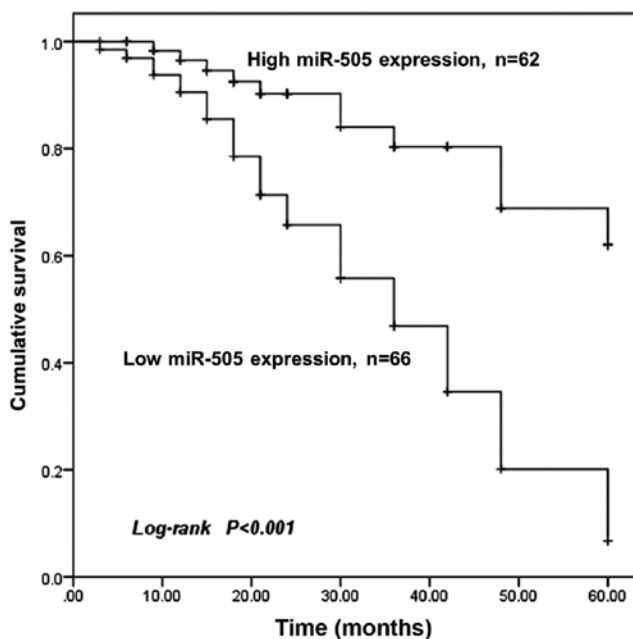 1.0
0.8
0.6
0.4
0.2
0.0
Cumulative survival
High miR-505 expression, n=62
Low miR-505 expression, n=66
Log-rank P<0.001
.00 10.00 20.00 30.00 40.00 50.00 60.00
Time (months)